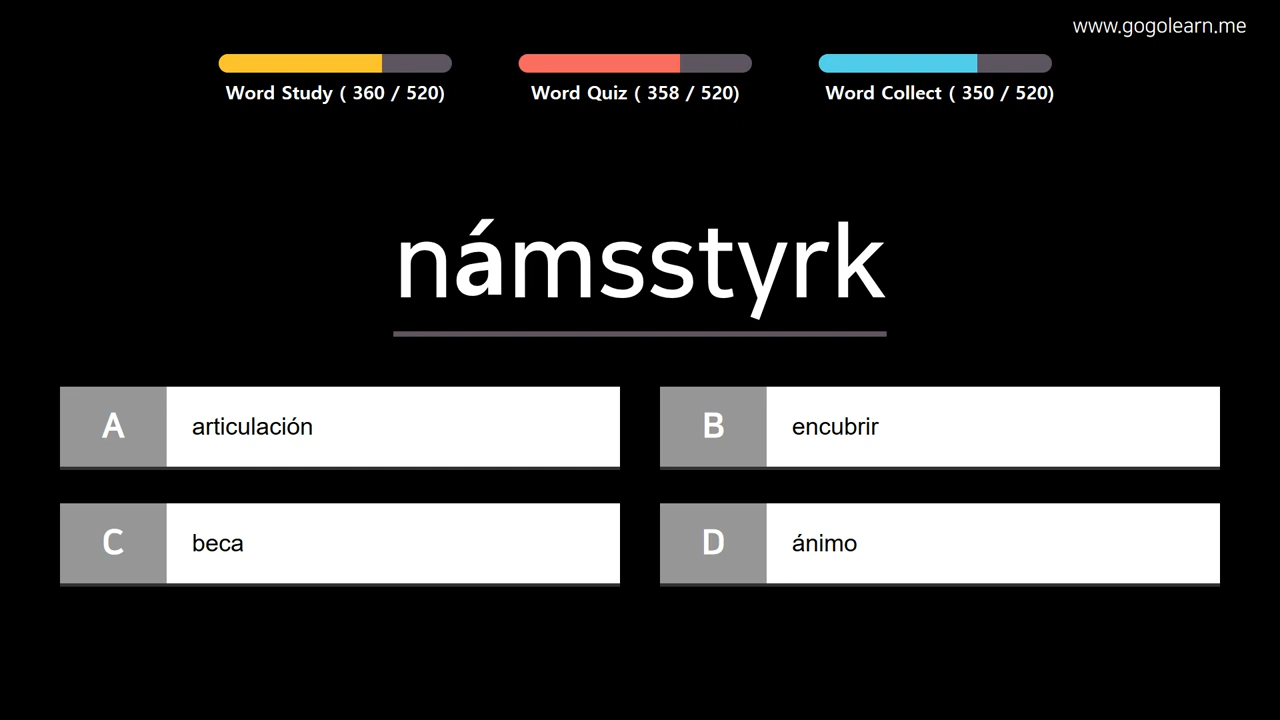 www.gogolearn.me
Word Study ( 360 / 520)
Word Quiz ( 358 / 520)
Word Collect ( 350 / 520)
námsstyrk
A articulación
B encubrir
C beca
D ánimo